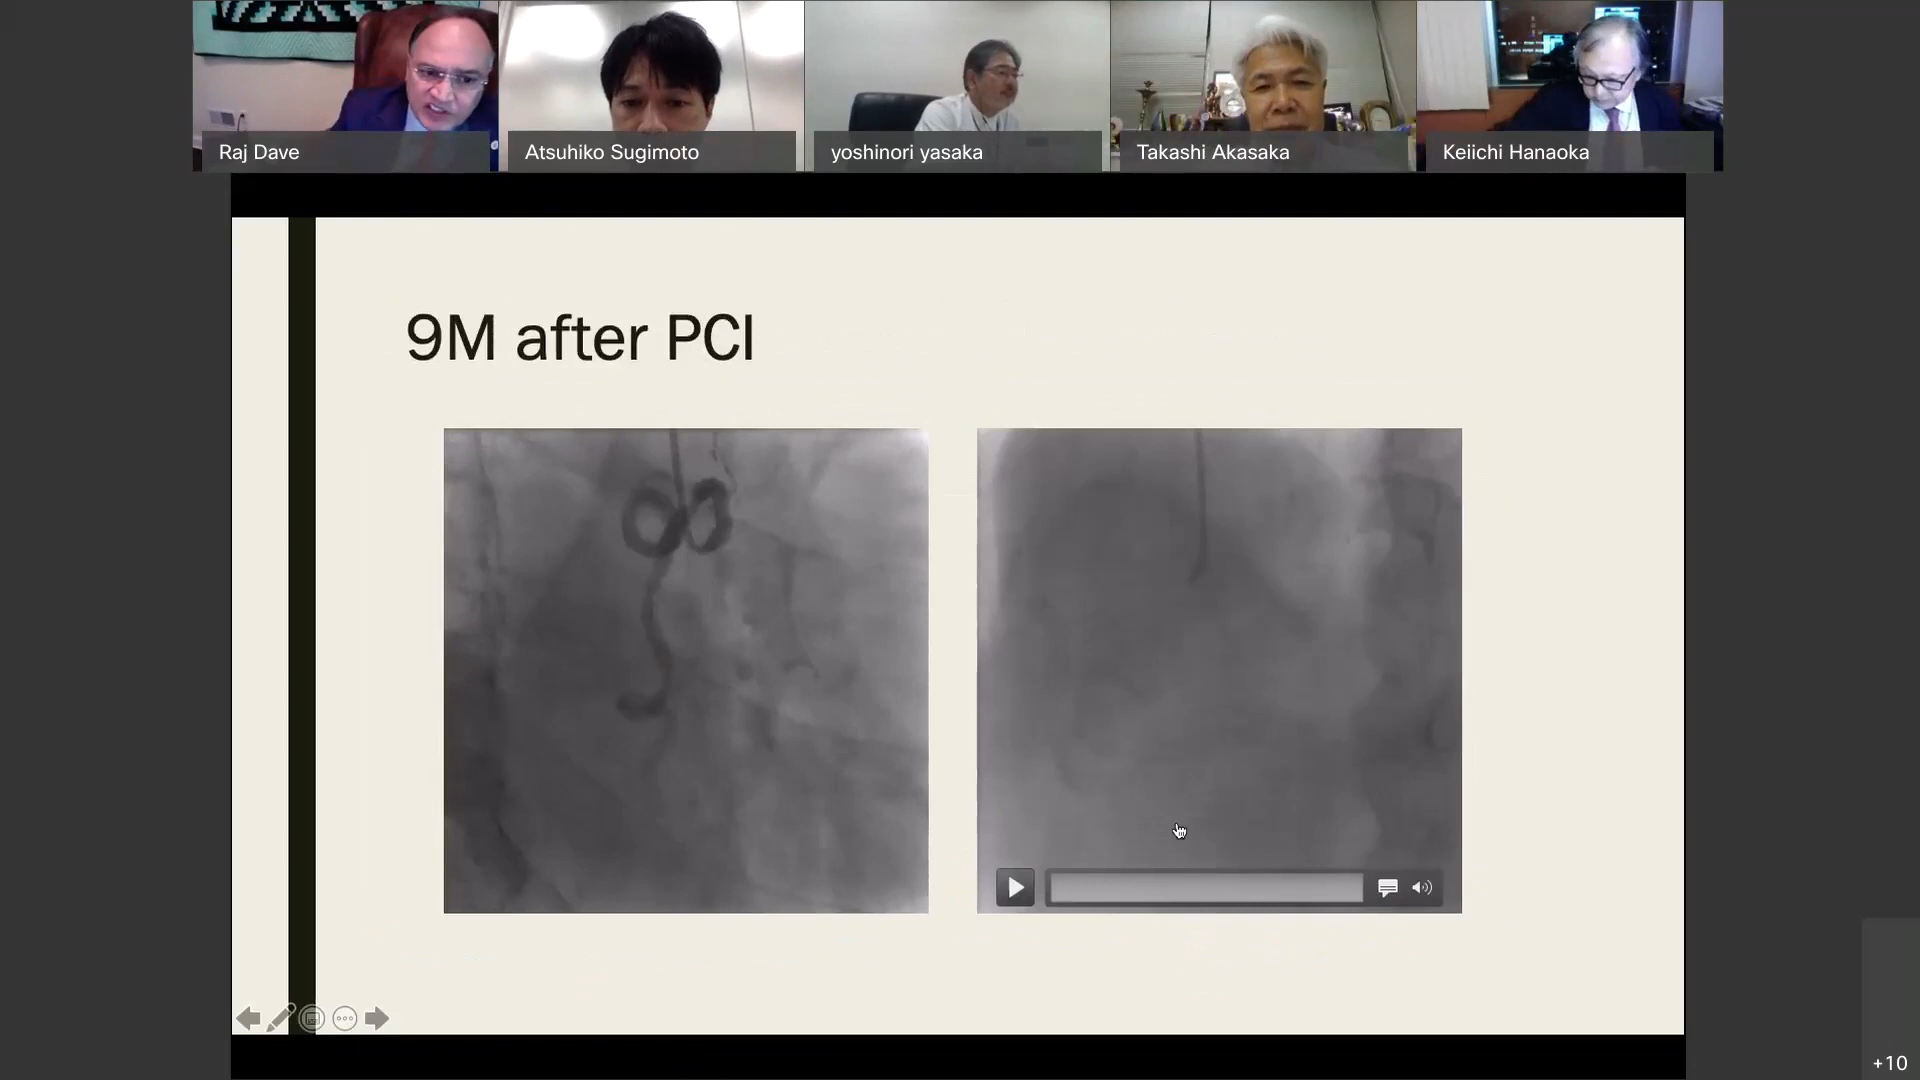 Raj Dave
Atsuhiko Sugimoto
yoshinori yasaka
Takashi Akasaka
Keiichi Hanaoka
9M after PCI
+10